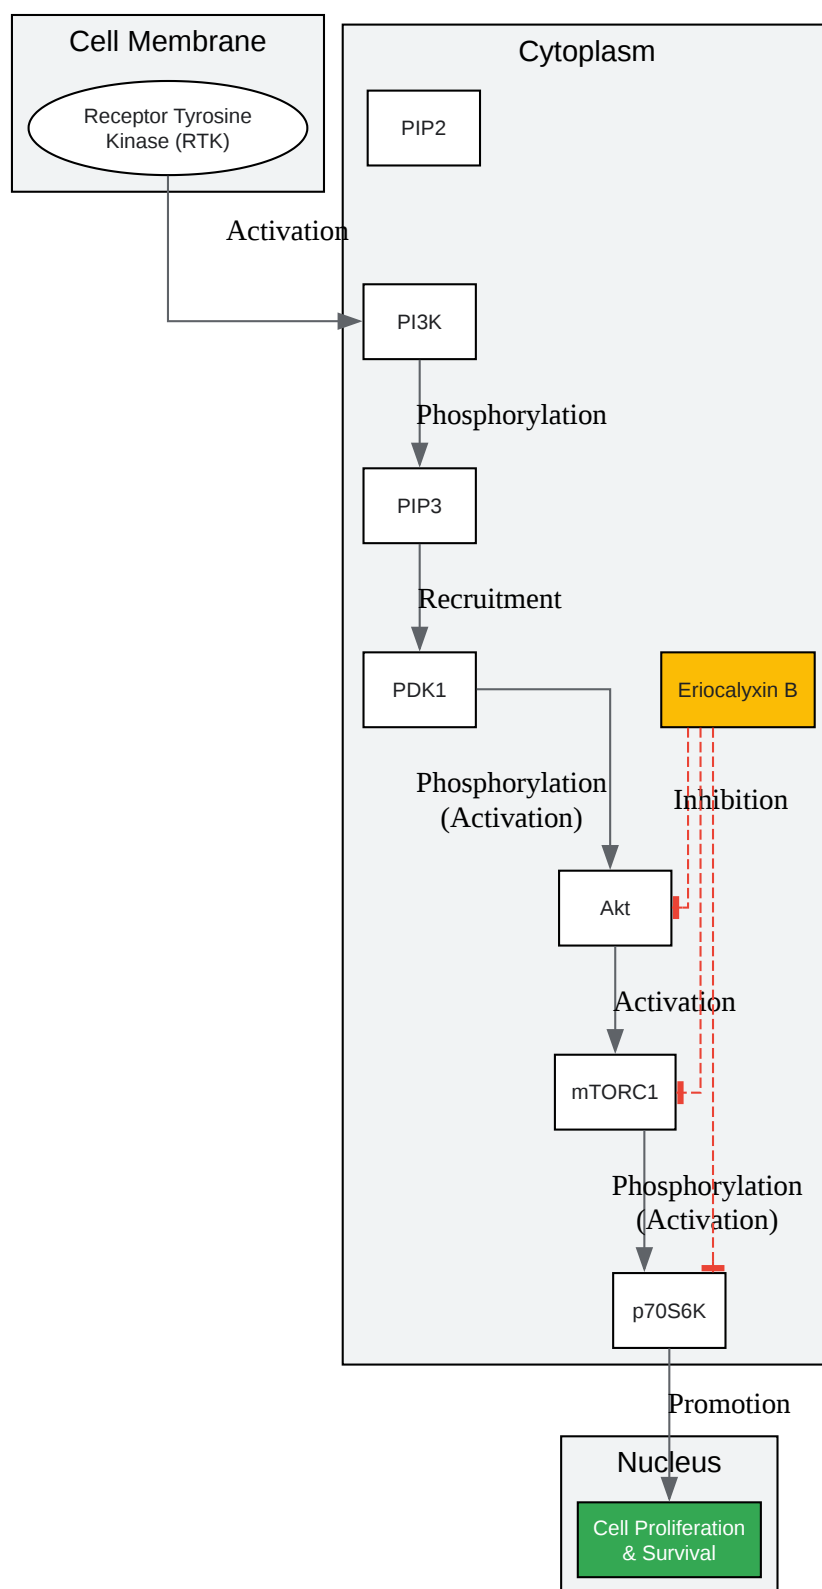 Cell Membrane
Receptor Tyrosine
Kinase (RTK)
Cytoplasm
PIP2
Activation
PI3K
Phosphorylation
PIP3
Recruitment
PDK1
Eriocalyxin B
Phosphorylation
(Activation)
Inhibition
Akt
Activation
mTORC1
Phosphorylation
(Activation)
p70S6K
Promotion
Nucleus
Cell Proliferation
& Survival